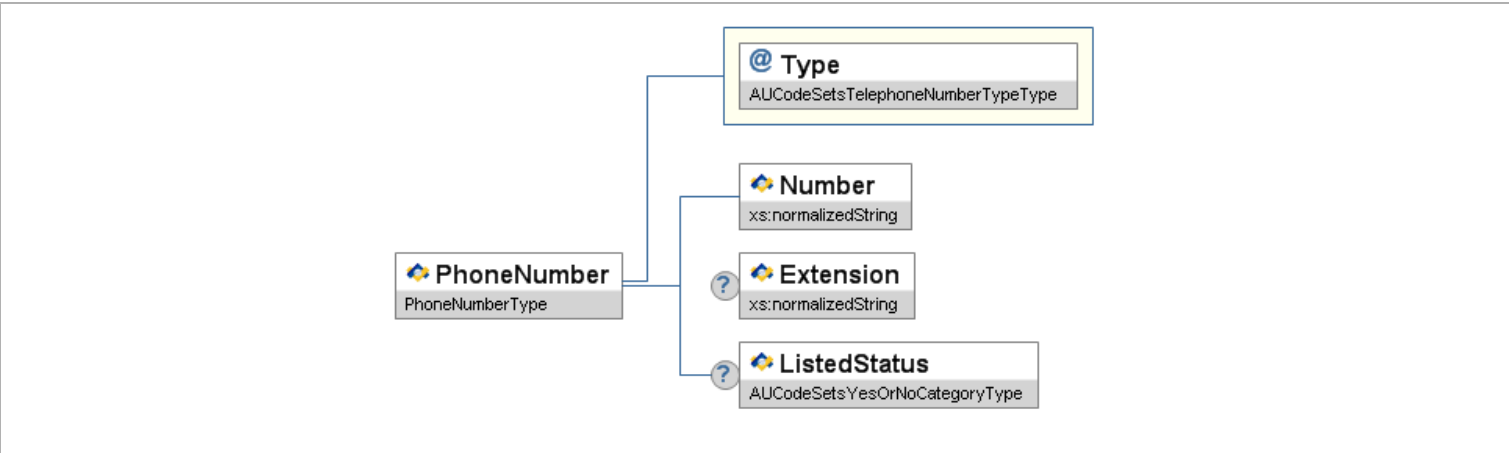 @ Type
AUCodeSetsTelephoneNumberTypeType
Number
xs:normalizedString
PhoneNumber
PhoneNumberType
? Extension
xs:normalizedString
? ListedStatus
AUCodeSetsYesOrNoCategoryType